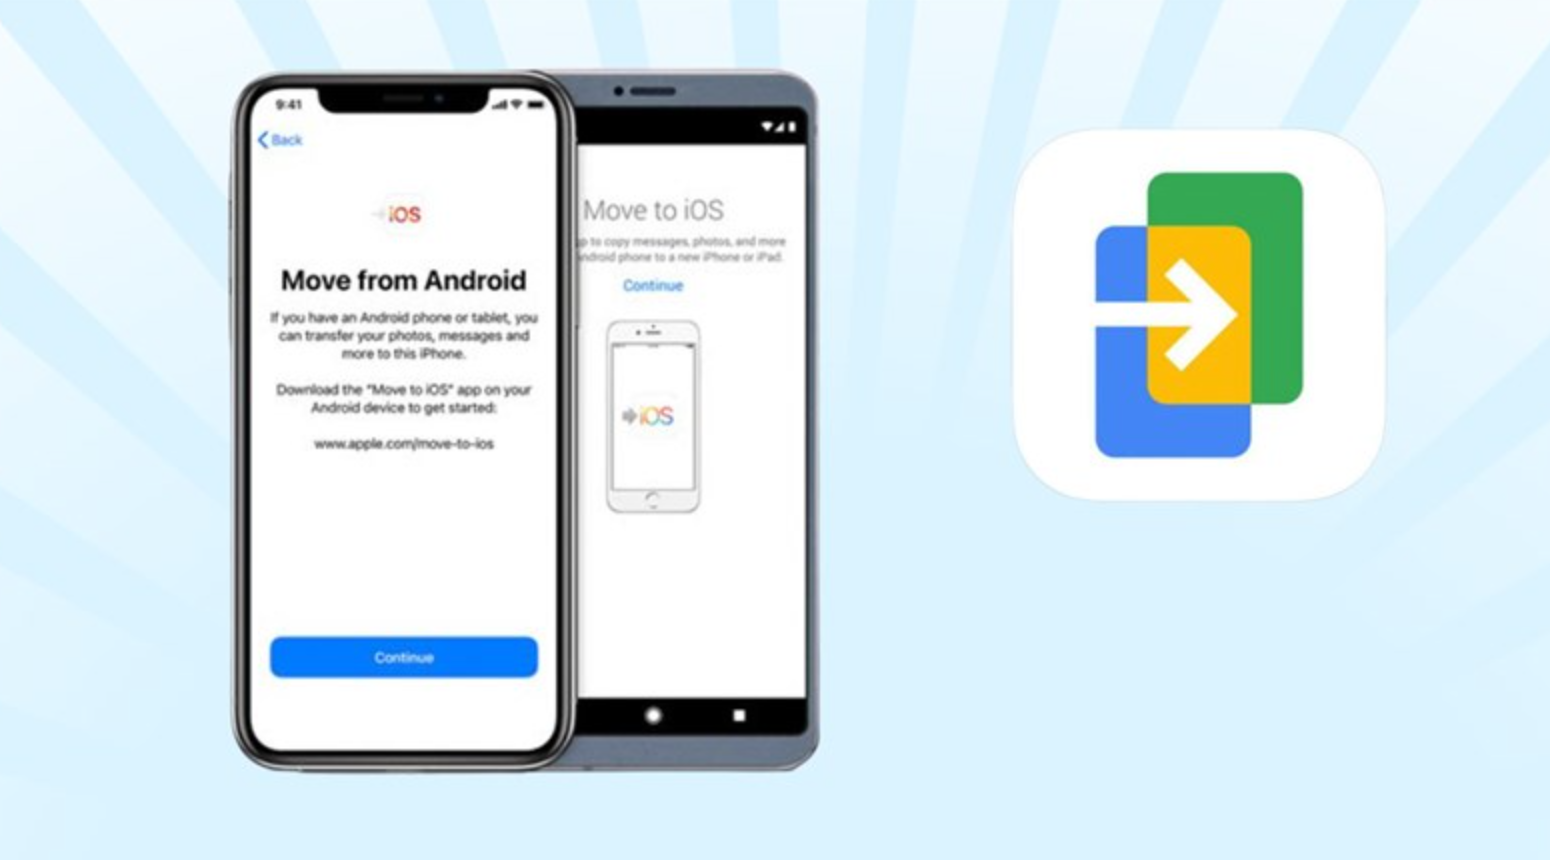 9:41
Back
iOS
Move from Android
If you have an Android phone or tablet, you
can transfer your photos, messages and
more to this iPhone.
Download the "Move to iOS" app on your
Android device to get started:
www.apple.com/move-to-ios
Continue
Move to iOS
to copy messages, photos, and more
phone to a new iPhone or iPad.
Continue
iOS